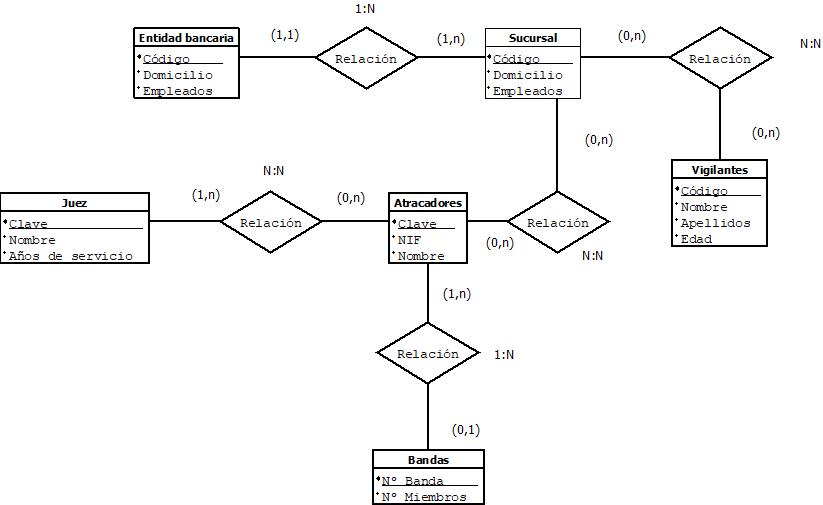 1:N
Entidad bancaria
Código
Domicilio
Empleados
(1,1)
Relación
(1,n)
Sucursal
Código
Domicilio
Empleados
(0,n)
Relación
N:N
(0,n)
(0,n)
Vigilantes
Código
Nombre
Apellidos
Edad
Juez
Clave
Nombre
Años de servicio
(1,n)
N:N
Relación
(0,n)
Atracadores
Clave
NIF
Nombre
(0,n)
Relación
N:N
(1,n)
Relación
1:N
(0,1)
Bandas
Nº Banda
Nº Miembros